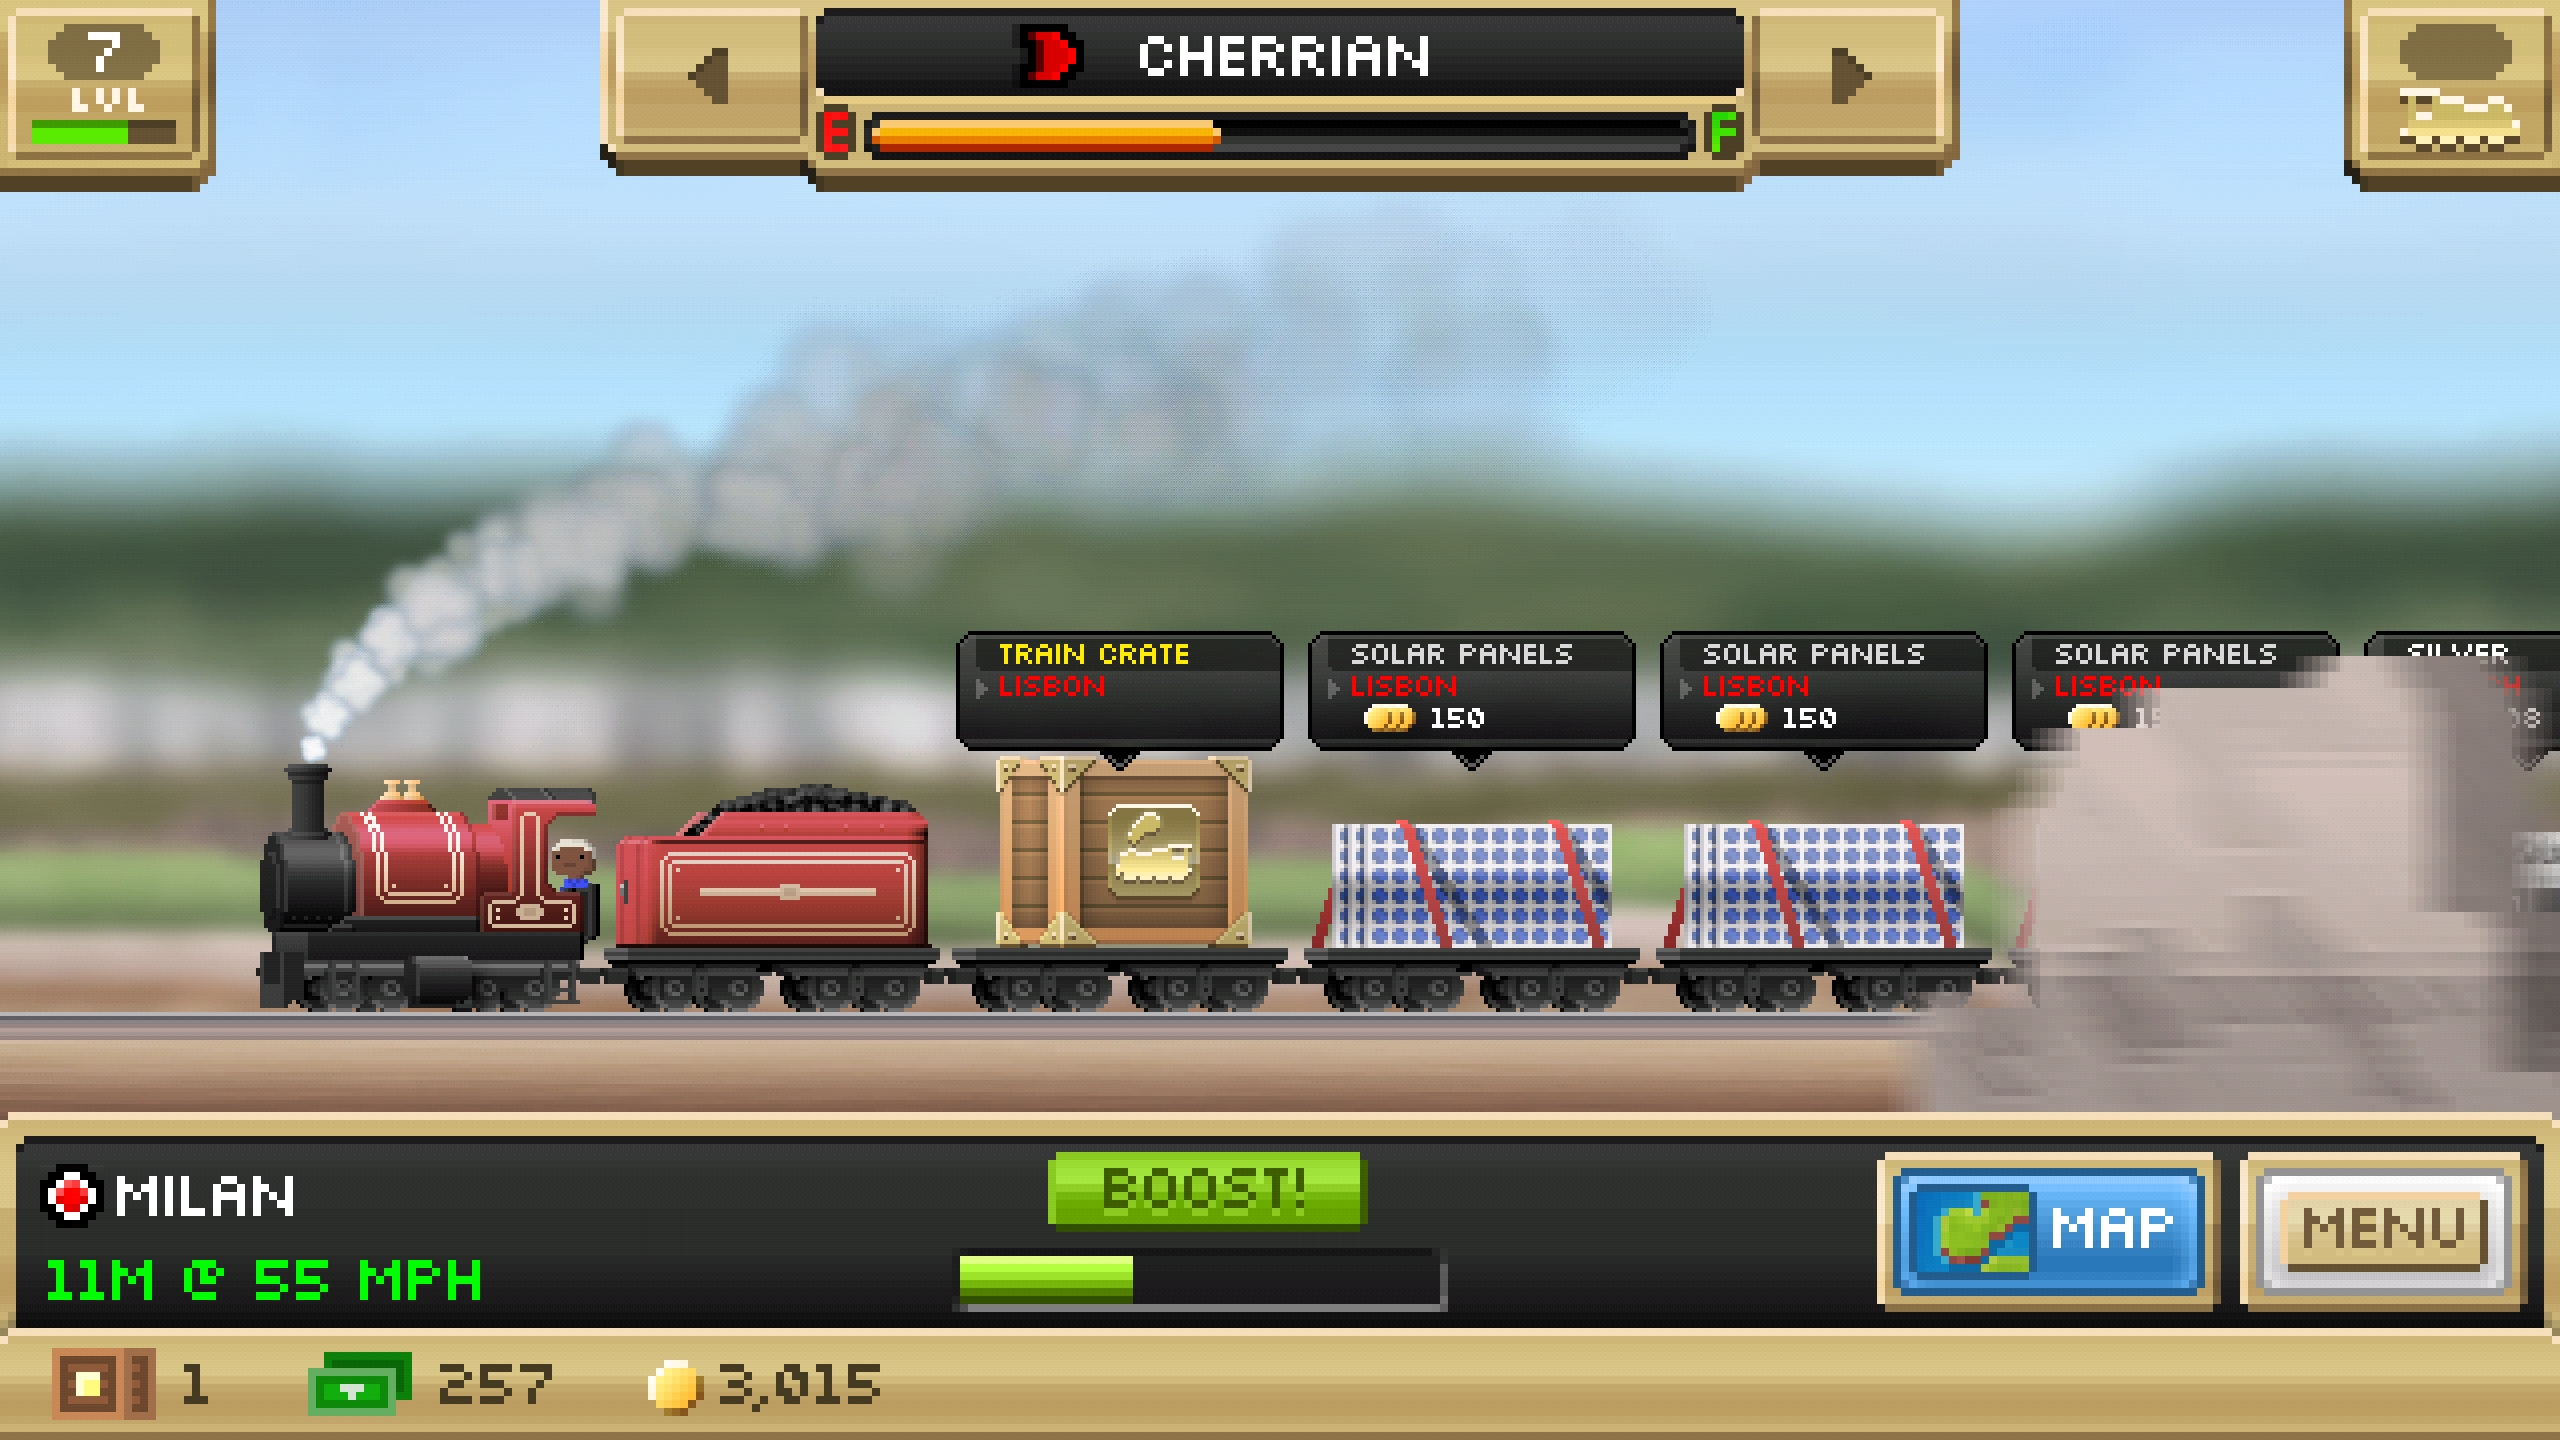 7
LVL
CHERRIAN
E F
TRAIN CRATE
LISBON
SOLAR PANELS
LISBON
150
SOLAR PANELS
LISBON
150
SOLAR PANELS
LISBON
SILVER
MILAN
11M @ 55 MPH
BOOST!
MAP
MENU
1
257
3,015